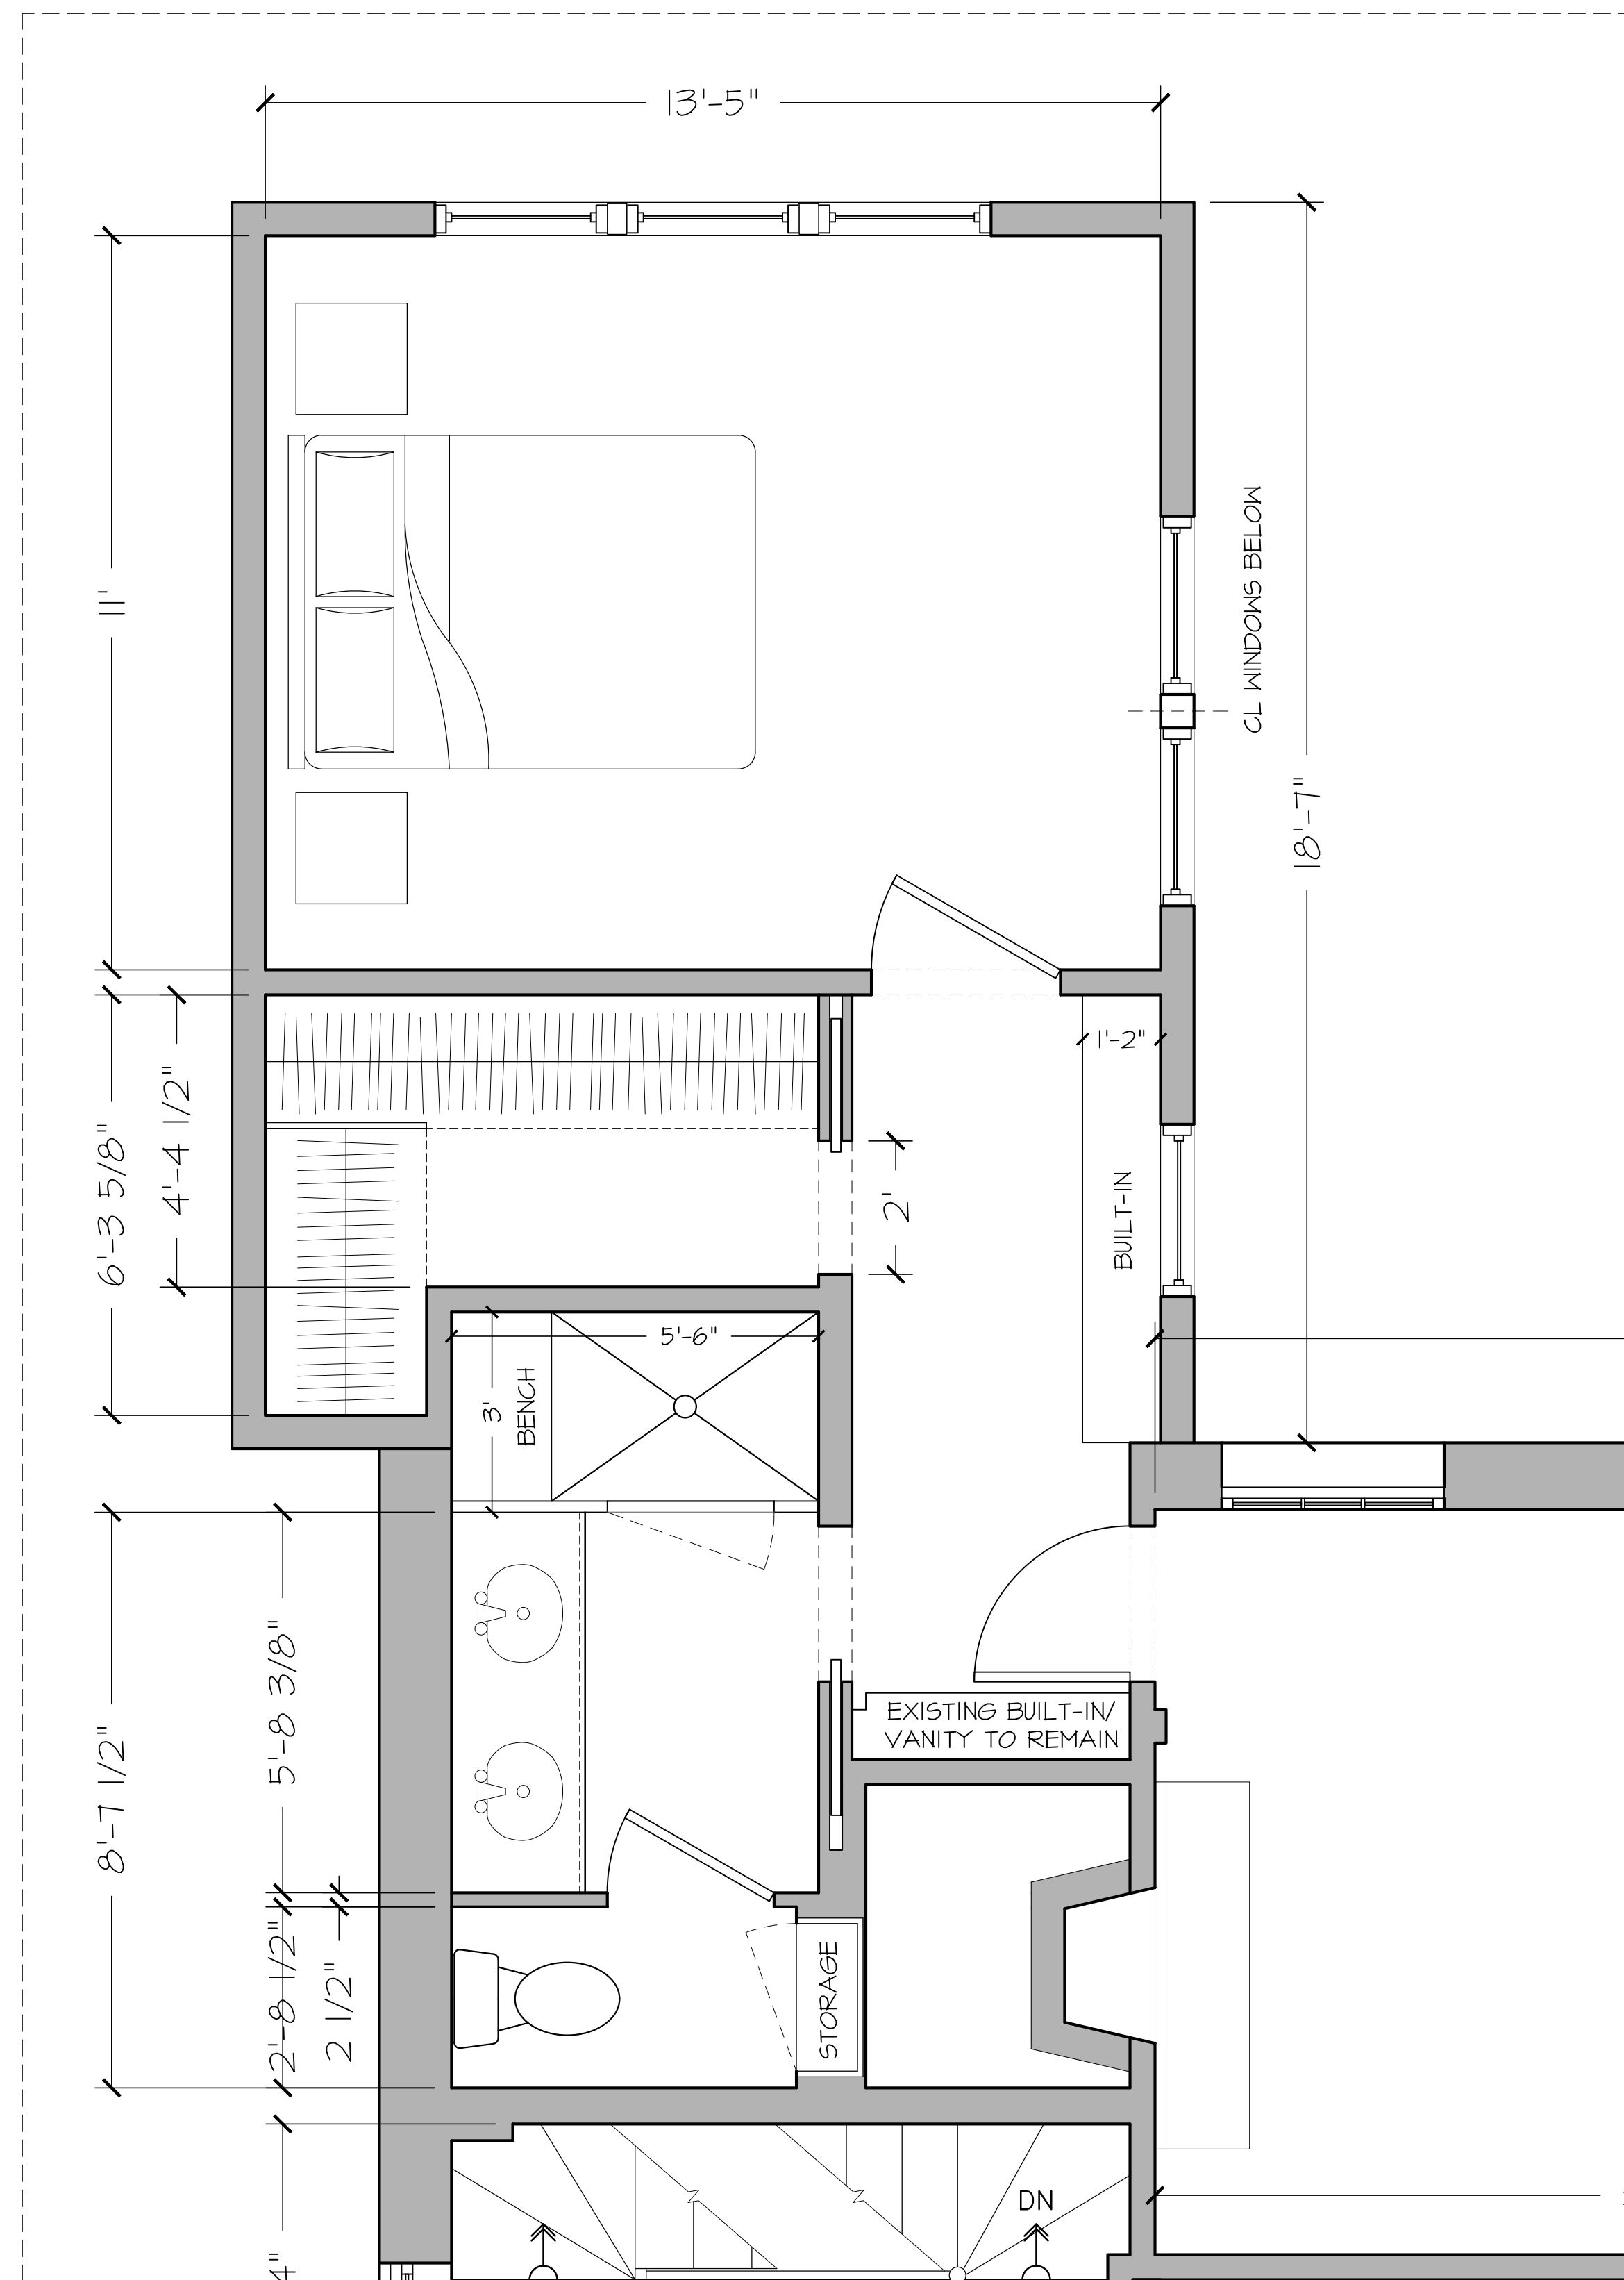 13'-5"
11'
CL WINDOWS BELOW
18'-7"
1'-2"
6'-3 5/8"
4'-4 1/2"
2'
BUILT-IN
5'-6"
3'
BENCH
8'-7 1/2"
5'-8 3/8"
EXISTING BUILT-IN/
VANITY TO REMAIN
2'-8 1/2"
2 1/2"
STORAGE
DN
4"